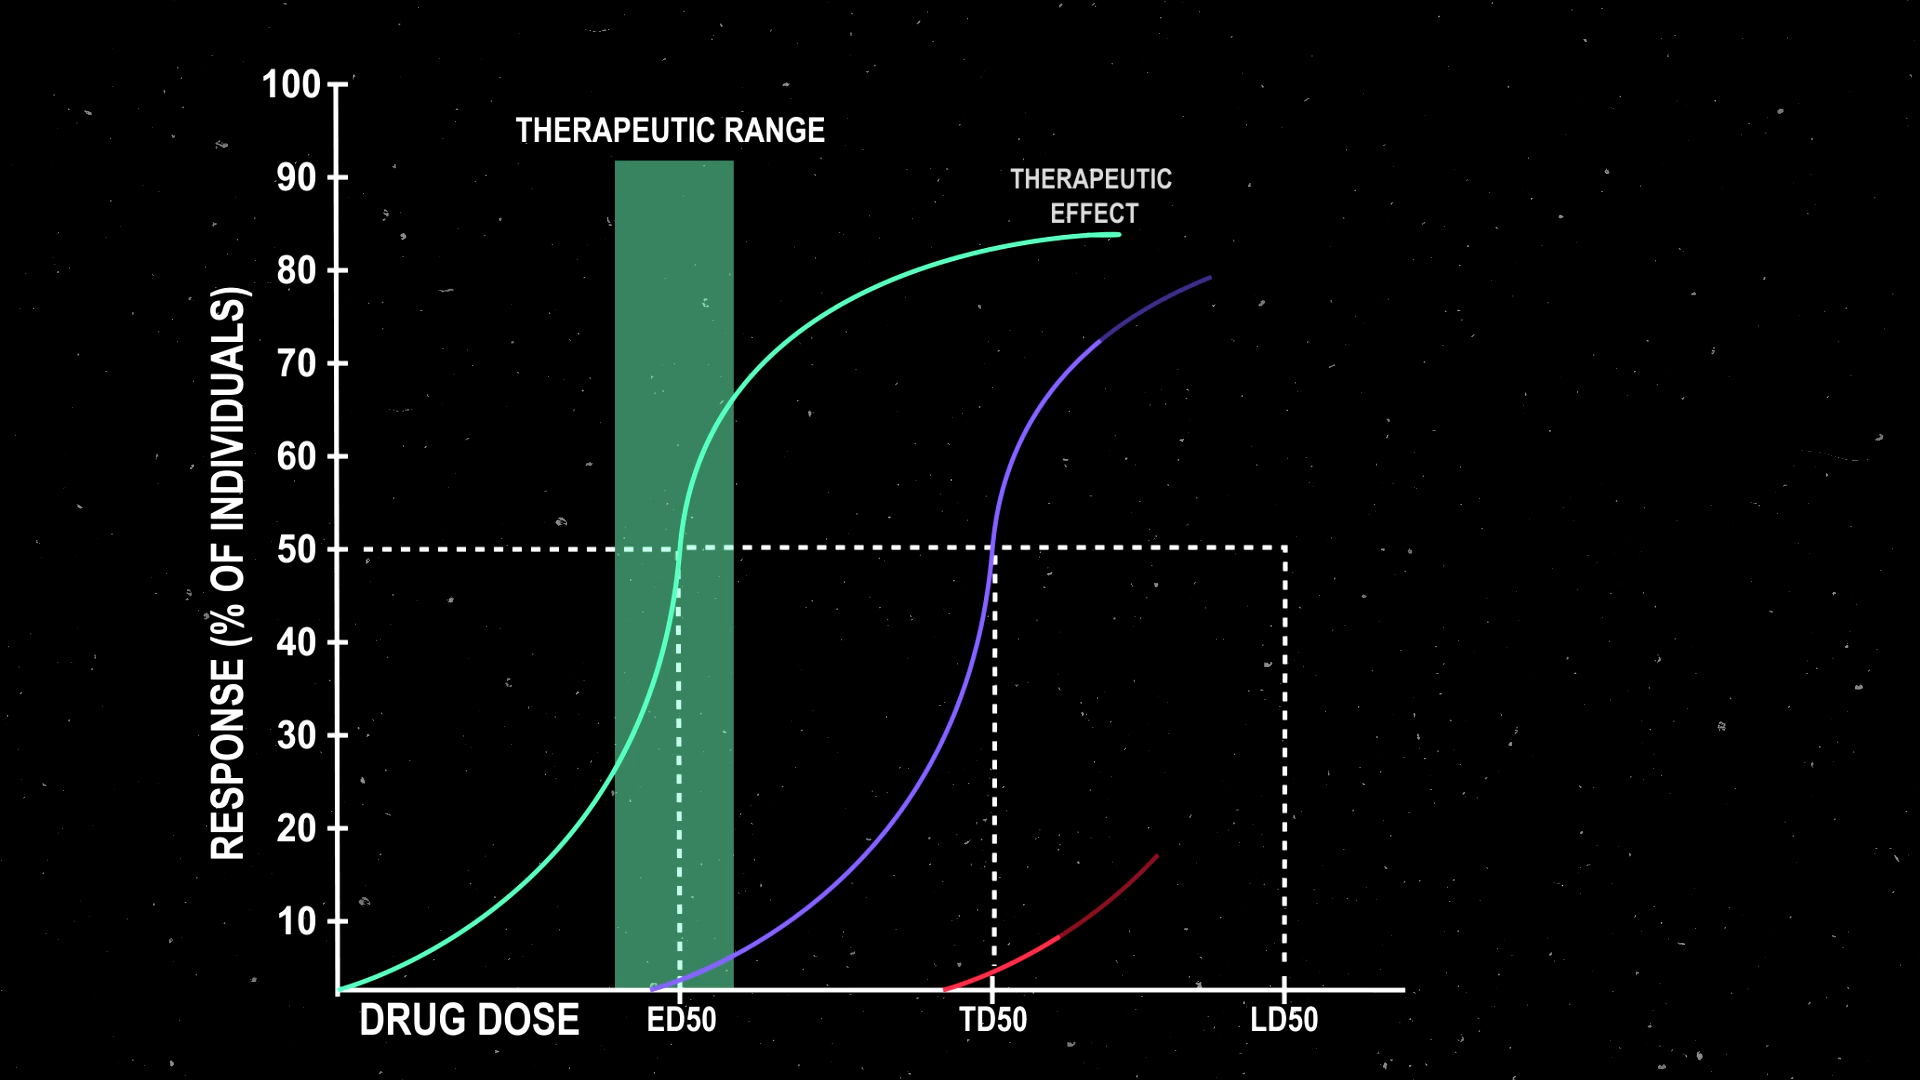 100
THERAPEUTIC RANGE
90
THERAPEUTIC
EFFECT
80
70
60
50
40
30
20
10
RESPONSE (% OF INDIVIDUALS)
DRUG DOSE
ED50
TD50
LD50